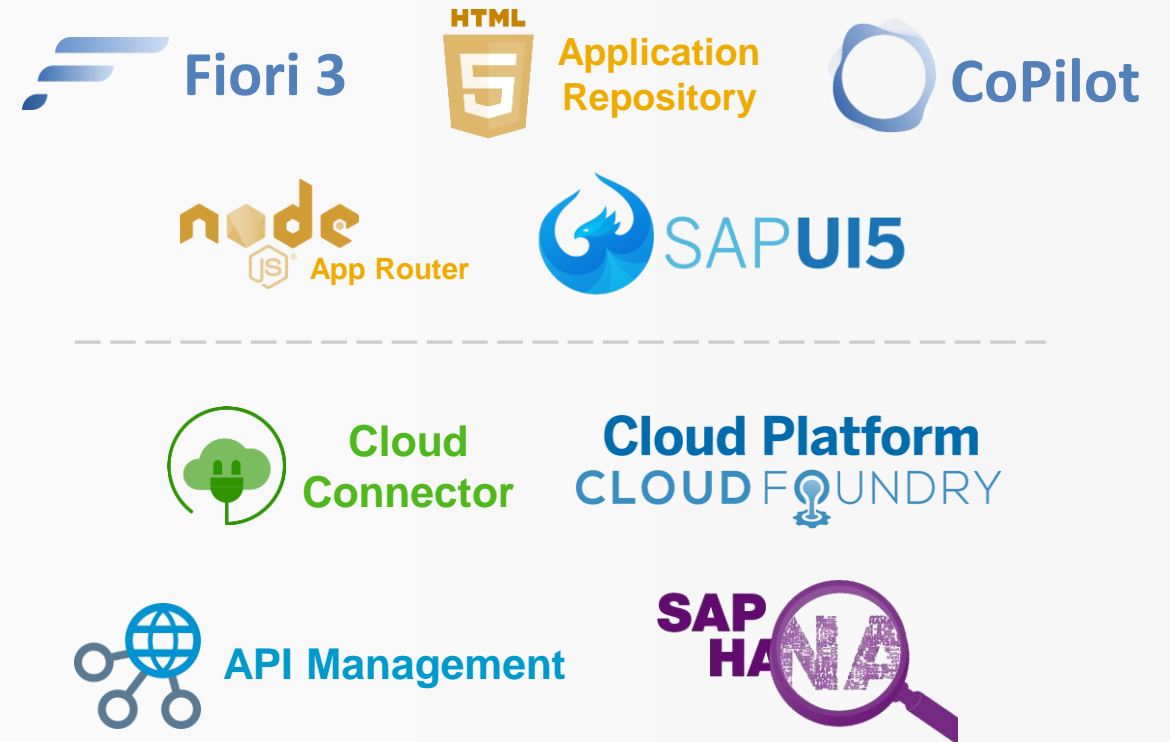 Fiori 3
HTML
5
Application
Repository
CoPilot
node
JS
®
App Router
SAPUI5
Cloud
Connector
Cloud Platform
CLOUD FOUNDRY
API Management
SAP
HANA